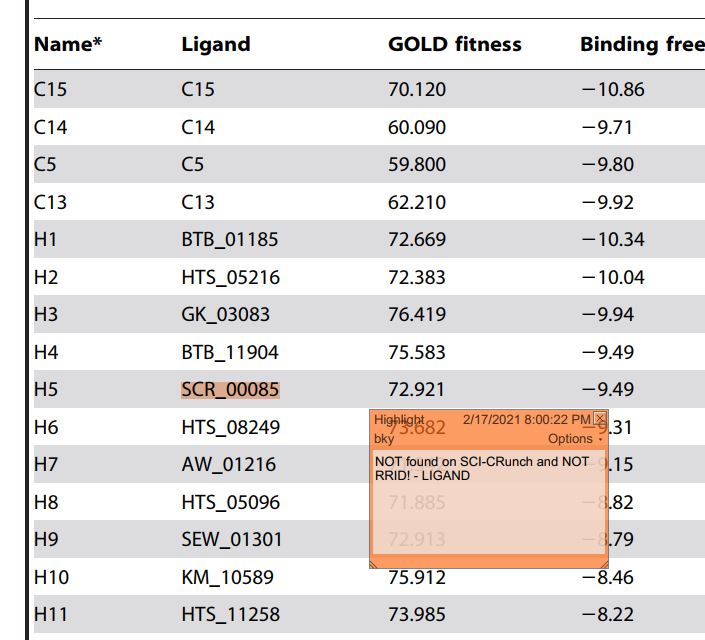 Name* Ligand GOLD fitness Binding free
C15 C15 70.120 −10.86
C14 C14 60.090 −9.71
C5 C5 59.800 −9.80
C13 C13 62.210 −9.92
H1 BTB_01185 72.669 −10.34
H2 HTS_05216 72.383 −10.04
H3 GK_03083 76.419 −9.94
H4 BTB_11904 75.583 −9.49
H5 SCR_00085 72.921 −9.49
H6 HTS_08249 73.682 −9.31
H7 AW_01216 −9.15
H8 HTS_05096 71.885 −8.82
H9 SEW_01301 72.913 −8.79
H10 KM_10589 75.912 −8.46
H11 HTS_11258 73.985 −8.22
Highlight 2/17/2021 8:00:22 PM
bky Options
NOT found on SCI-CRunch and NOT
RRID! - LIGAND